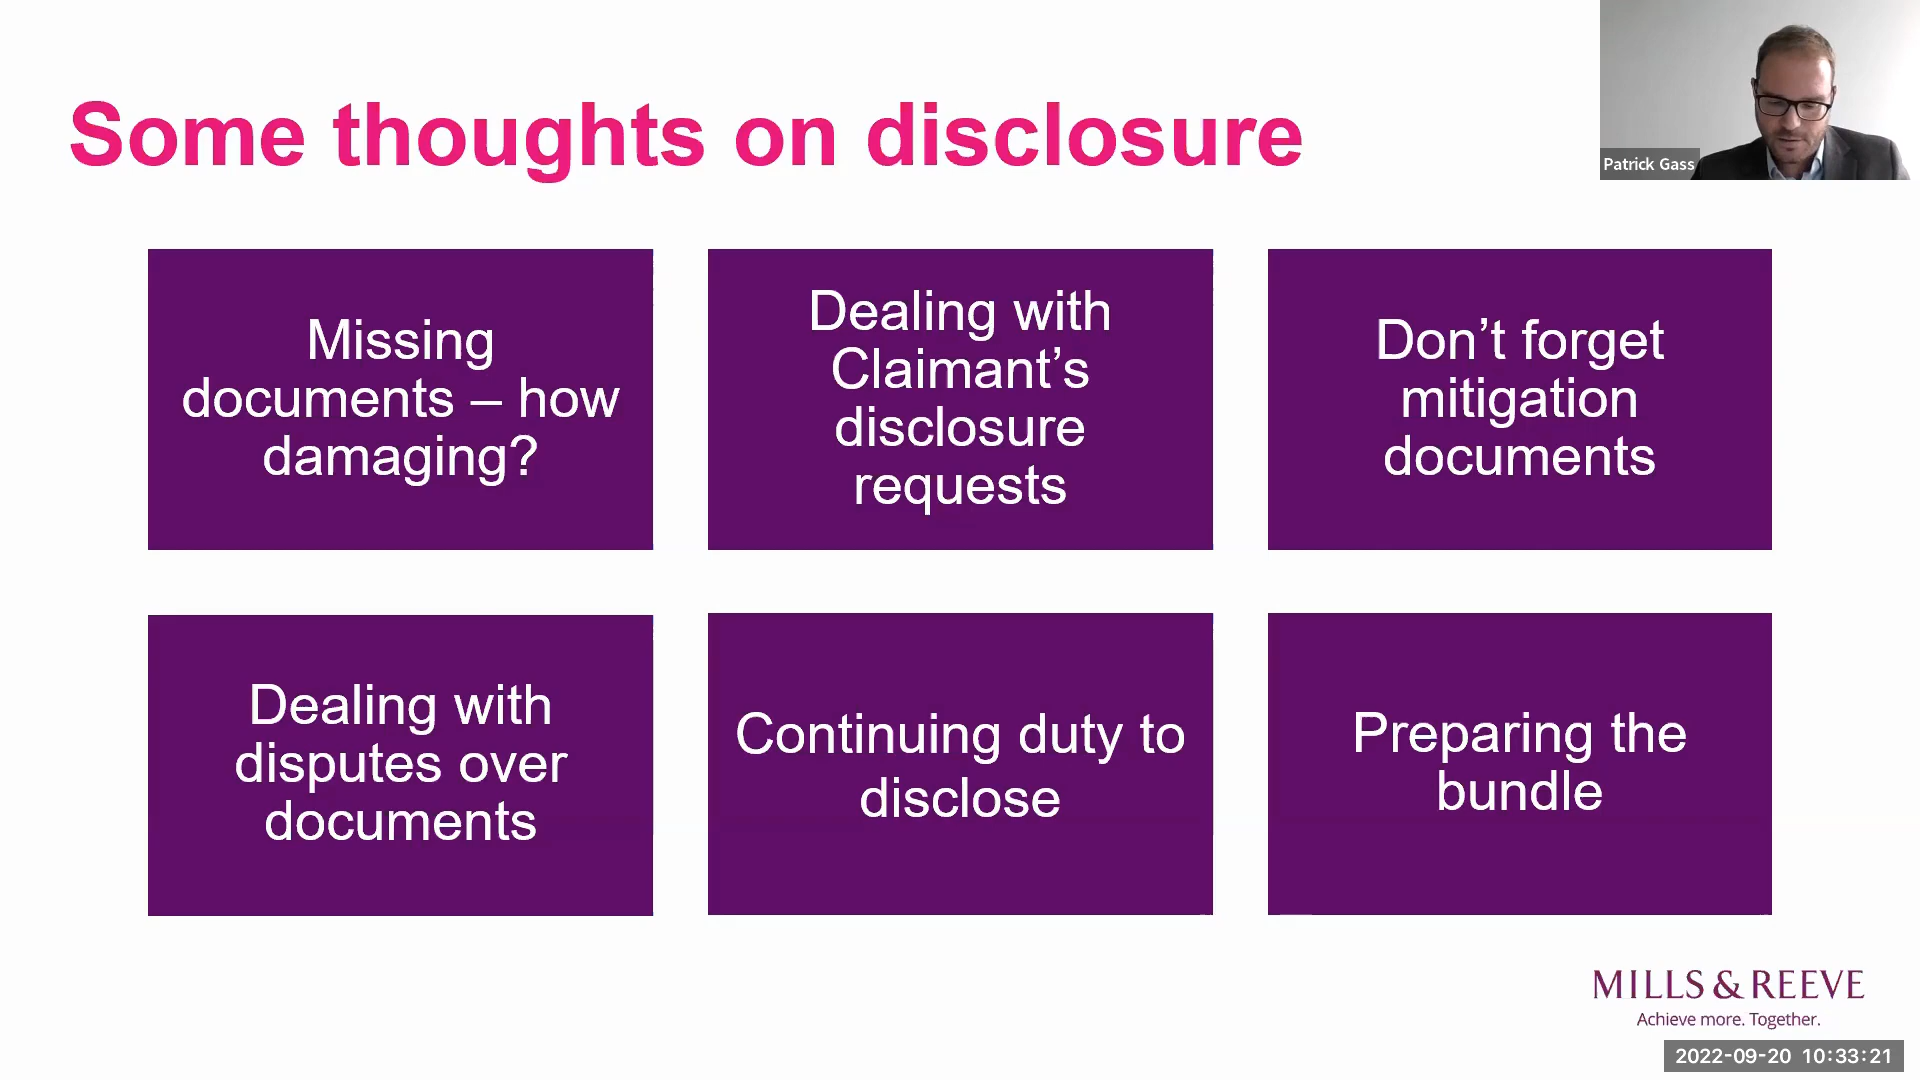 Some thoughts on disclosure
Patrick Gass
Missing
documents – how
damaging?
Dealing with
Claimant’s
disclosure
requests
Don’t forget
mitigation
documents
Dealing with
disputes over
documents
Continuing duty to
disclose
Preparing the
bundle
MILLS & REEVE
Achieve more. Together.
2022-09-20 10:33:21